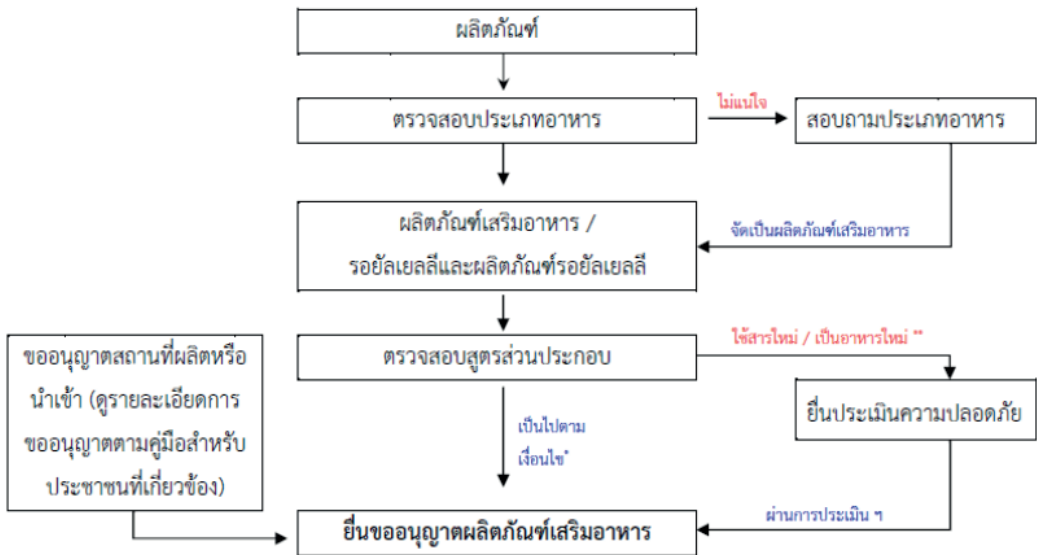 ผลิตภัณฑ์
ตรวจสอบประเภทอาหาร
ไม่แน่ใจ
สอบถามประเภทอาหาร
ผลิตภัณฑ์เสริมอาหาร /
รอยัลเยลลีและผลิตภัณฑ์รอยัลเยลลี
จัดเป็นผลิตภัณฑ์เสริมอาหาร
ตรวจสอบสูตรส่วนประกอบ
ใช้สารใหม่ / เป็นอาหารใหม่ **
ขออนุญาตสถานที่ผลิตหรือ
นำเข้า (ดูรายละเอียดการ
ขออนุญาตตามคู่มือสำหรับ
ประชาชนที่เกี่ยวข้อง)
เป็นไปตาม
เงื่อนไข*
ยื่นประเมินความปลอดภัย
ผ่านการประเมิน ฯ
ยื่นขออนุญาตผลิตภัณฑ์เสริมอาหาร